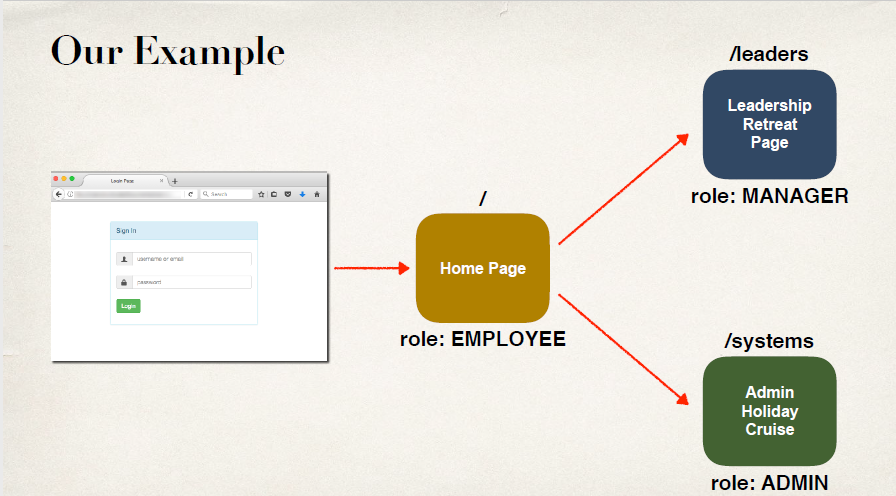 Our Example
Login Page
Search
Sign In
username or email
password
Login
/
Home Page
role: EMPLOYEE
/leaders
Leadership
Retreat
Page
role: MANAGER
/systems
Admin
Holiday
Cruise
role: ADMIN